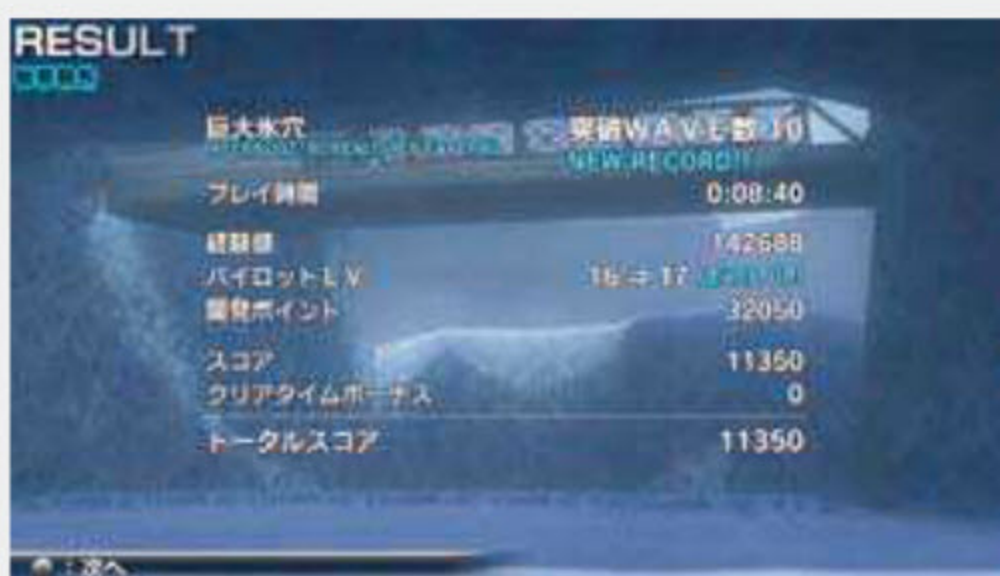 RESULT
巨大氷穴 突破WAVE数 10
NEW RECORD!!
プレイ時間 0:08:40
経験値 142688
パイロットLV 16 ⇒ 17
開発ポイント 32050
スコア 11350
クリアタイムボーナス 0
トータルスコア 11350
:次へ